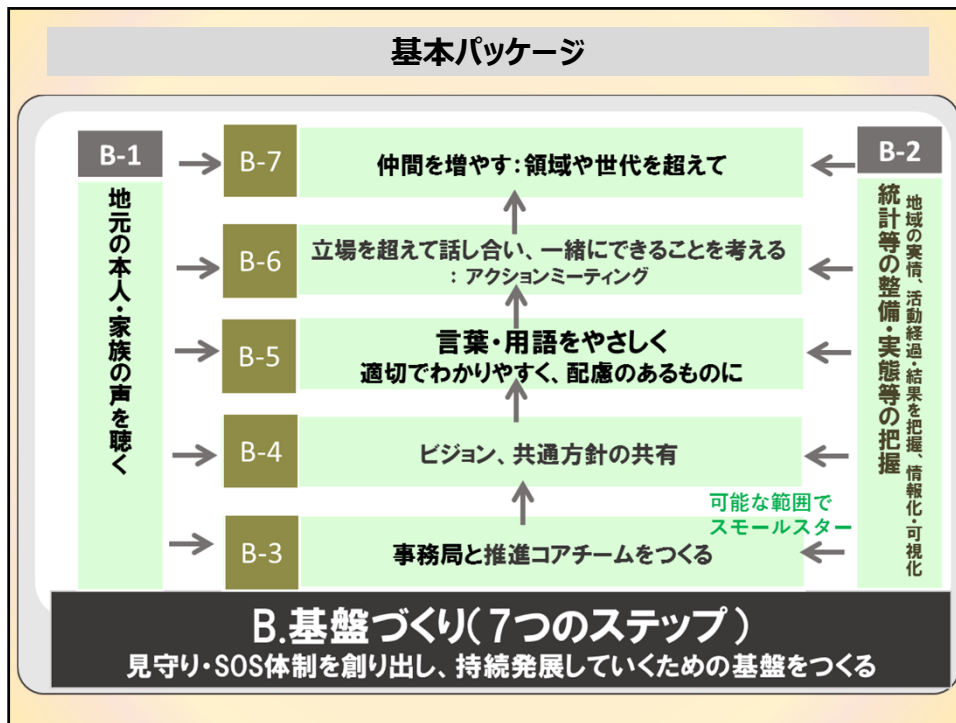 基本パッケージ
B-1
地元の本人・家族の声を聴く
B-7
仲間を増やす：領域や世代を超えて
B-6
立場を超えて話し合い、一緒にできることを考える
：アクションミーティング
B-5
言葉・用語をやさしく
適切でわかりやすく、配慮のあるものに
B-4
ビジョン、共通方針の共有
可能な範囲で
スモールスター
B-3
事務局と推進コアチームをつくる
B-2
地域の実情、活動経過・結果を把握、情報化・可視化
統計等の整備・実態等の把握
B.基盤づくり（７つのステップ）
見守り・SOS体制を創り出し、持続発展していくための基盤をつくる